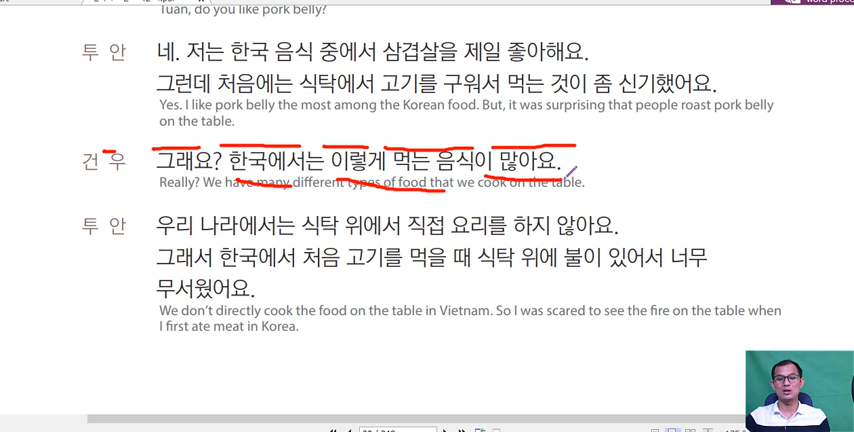 Tuan, do you like pork belly?
투 안 네. 저는 한국 음식 중에서 삼겹살을 제일 좋아해요.
그런데 처음에는 식탁에서 고기를 구워서 먹는 것이 좀 신기했어요.
Yes. I like pork belly the most among the Korean food. But, it was surprising that people roast pork belly
on the table.
건 우 그래요? 한국에서는 이렇게 먹는 음식이 많아요.
Really? We have many different types of food that we cook on the table.
투 안 우리 나라에서는 식탁 위에서 직접 요리를 하지 않아요.
그래서 한국에서 처음 고기를 먹을 때 식탁 위에 불이 있어서 너무
무서웠어요.
We don't directly cook the food on the table in Vietnam. So I was scared to see the fire on the table when
I first ate meat in Korea.